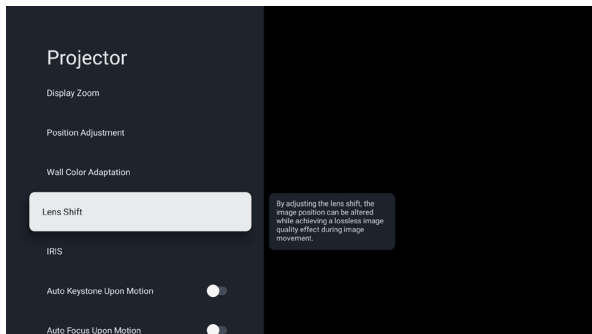 Projector
Display Zoom
Position Adjustment
Wall Color Adaptation
Lens Shift
By adjusting the lens shift, the
image position can be altered
while achieving a lossless image
quality effect during image
movement.
IRIS
Auto Keystone Upon Motion
Auto Focus Upon Motion